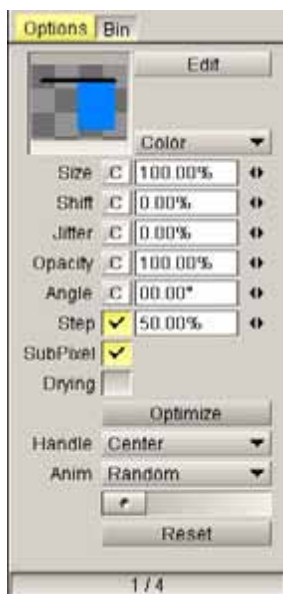 Options Bin
Edit
Color
Size C 100.00%
Shift C 0.00%
Jitter C 0.00%
Opacity C 100.00%
Angle C 00.00°
Step 50.00%
SubPixel
Drying
Optimize
Handle Center
Anim Random
Reset
1 / 4